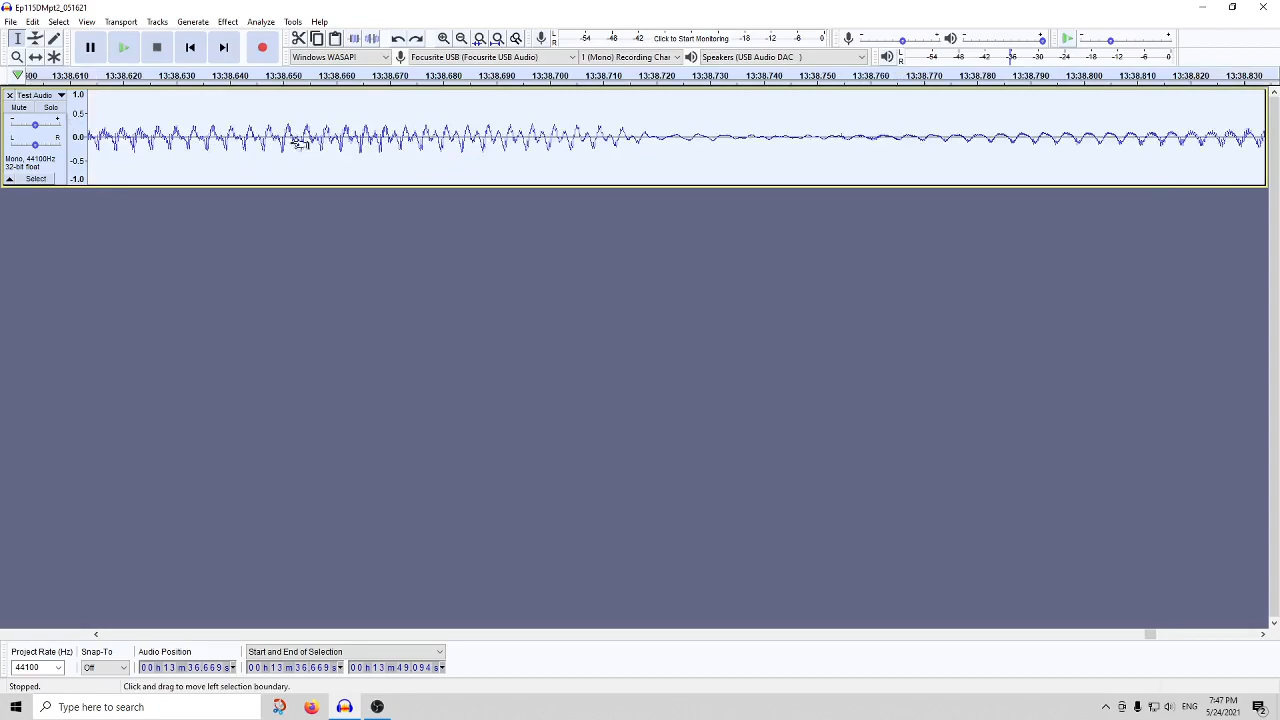 Ep115DMpt2_051621
File Edit Select View Transport Tracks Generate Effect Analyze Tools Help
L R -54 -48 -42 Click to Start Monitoring -18 -12 -6 0 - + - + - +
Windows WASAPI Focusrite USB (Focusrite USB Audio) 1 (Mono) Recording Chan Speakers (USB Audio DAC ) L R -54 -48 -42 -36 -30 -24 -18 -12 -6 0
13:38.610 13:38.620 13:38.630 13:38.640 13:38.650 13:38.660 13:38.670 13:38.680 13:38.690 13:38.700 13:38.710 13:38.720 13:38.730 13:38.740 13:38.750 13:38.760 13:38.770 13:38.780 13:38.790 13:38.800 13:38.810 13:38.820 13:38.830
Test Audio 1.0
Mute Solo
- + 0.5
L R 0.0
Mono, 44100Hz
32-bit float -0.5
Select -1.0
Project Rate (Hz) Snap-To Audio Position Start and End of Selection
44100 Off 00 h 13 m 36.669 s 00 h 13 m 36.669 s 00 h 13 m 49.094 s
Stopped. Click and drag to move left selection boundary.
Type here to search ENG 7:47 PM
5/24/2021 2